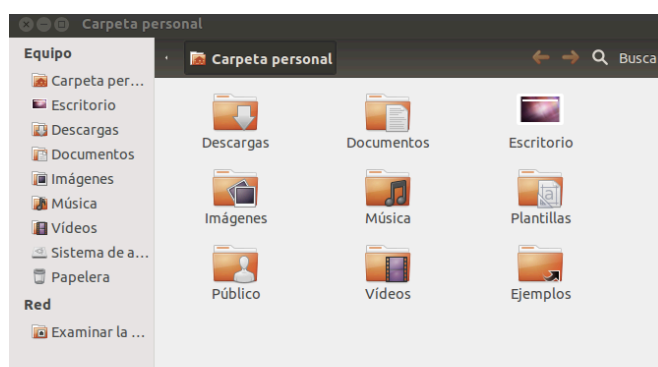 Carpeta personal
Equipo
Carpeta per...
Escritorio
Descargas
Documentos
Imágenes
Música
Vídeos
Sistema de a...
Papelera
Red
Examinar la ...
Carpeta personal
Busca
Descargas
Documentos
Escritorio
Imágenes
Música
Plantillas
Público
Vídeos
Ejemplos